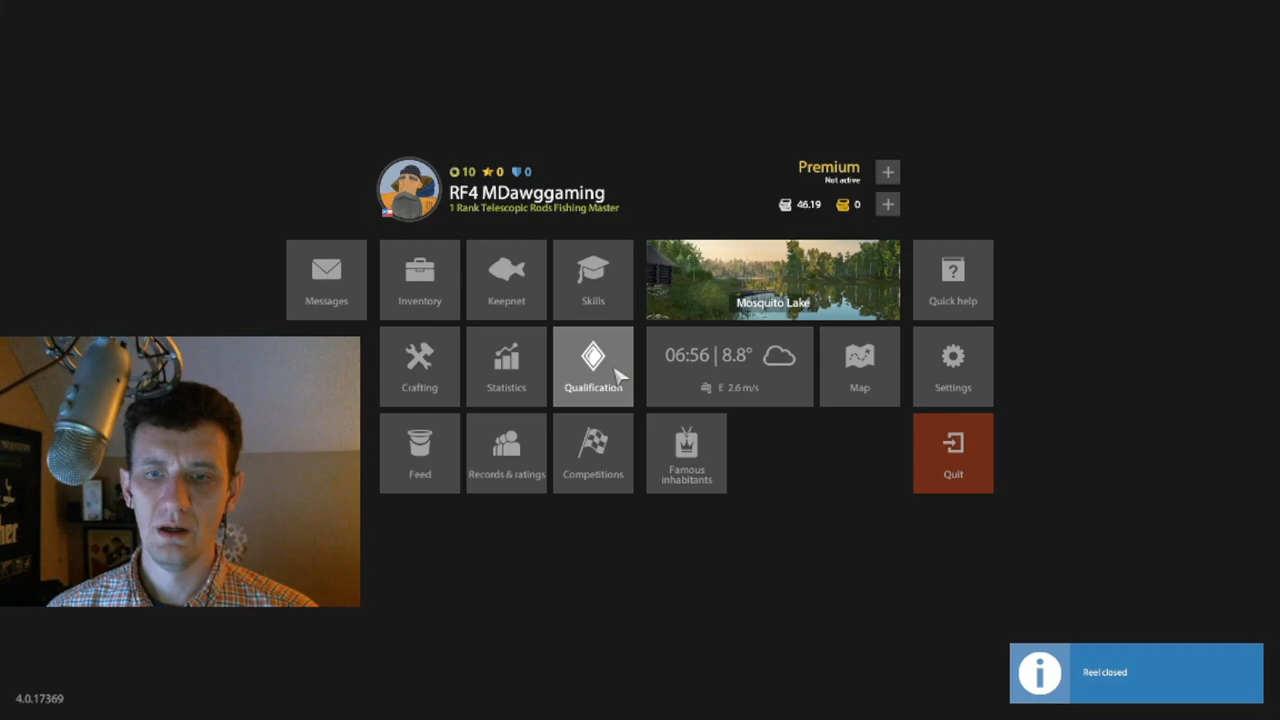 10 0 0
RF4 MDawggaming
1 Rank Telescopic Rods Fishing Master
Premium
Not active
46.19 0
Messages
Inventory
Keepnet
Skills
Mosquito Lake
Quick help
Crafting
Statistics
Qualification
06:56 | 8.8°
E 2.6 m/s
Map
Settings
Feed
Records & ratings
Competitions
Famous
inhabitants
Quit
Reel closed
4.0.17369